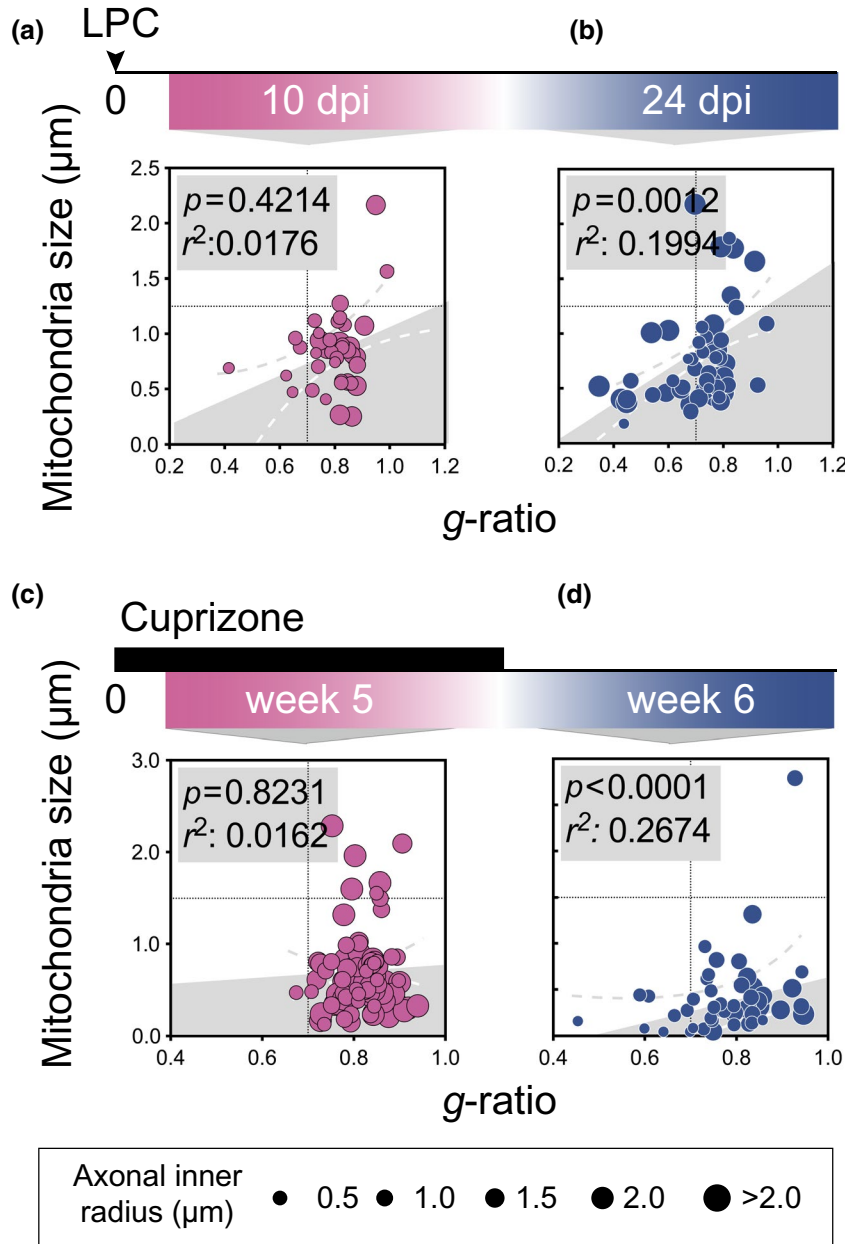 (a) LPC (b)
0 10 dpi 24 dpi
Mitochondria size (µm)
2.5
2.0
1.5
1.0
0.5
0.0
p=0.4214
r²:0.0176
0.2 0.4 0.6 0.8 1.0 1.2
p=0.0012
r²: 0.1994
0.2 0.4 0.6 0.8 1.0 1.2
g-ratio
(c) (d)
Cuprizone
0 week 5 week 6
Mitochondria size (µm)
3.0
2.0
1.0
0.0
p=0.8231
r²: 0.0162
0.4 0.6 0.8 1.0
p<0.0001
r²: 0.2674
0.4 0.6 0.8 1.0
g-ratio
Axonal inner
radius (µm) 0.5 1.0 1.5 2.0 >2.0